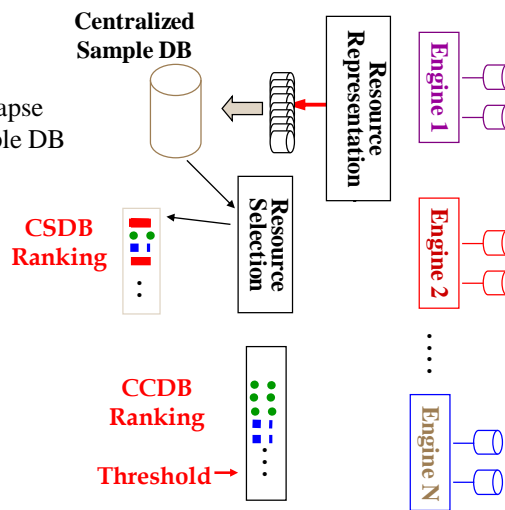 Centralized
Sample DB
Resource
Representation
Engine 1
ple DB
Resource
Selection
CSDB
Ranking
Engine 2
CCDB
Ranking
Threshold
Engine N